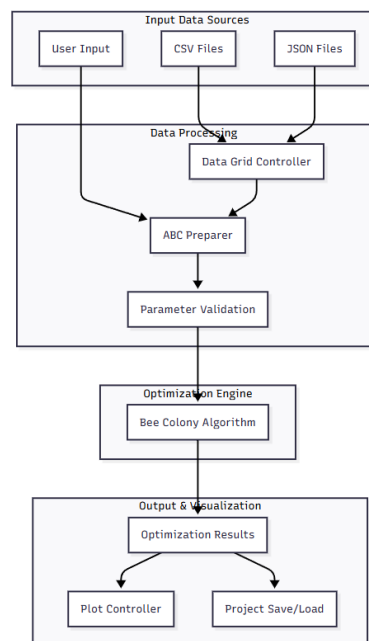 Input Data Sources
User Input
CSV Files
JSON Files
Data Processing
Data Grid Controller
ABC Preparer
Parameter Validation
Optimization Engine
Bee Colony Algorithm
Output & Visualization
Optimization Results
Plot Controller
Project Save/Load